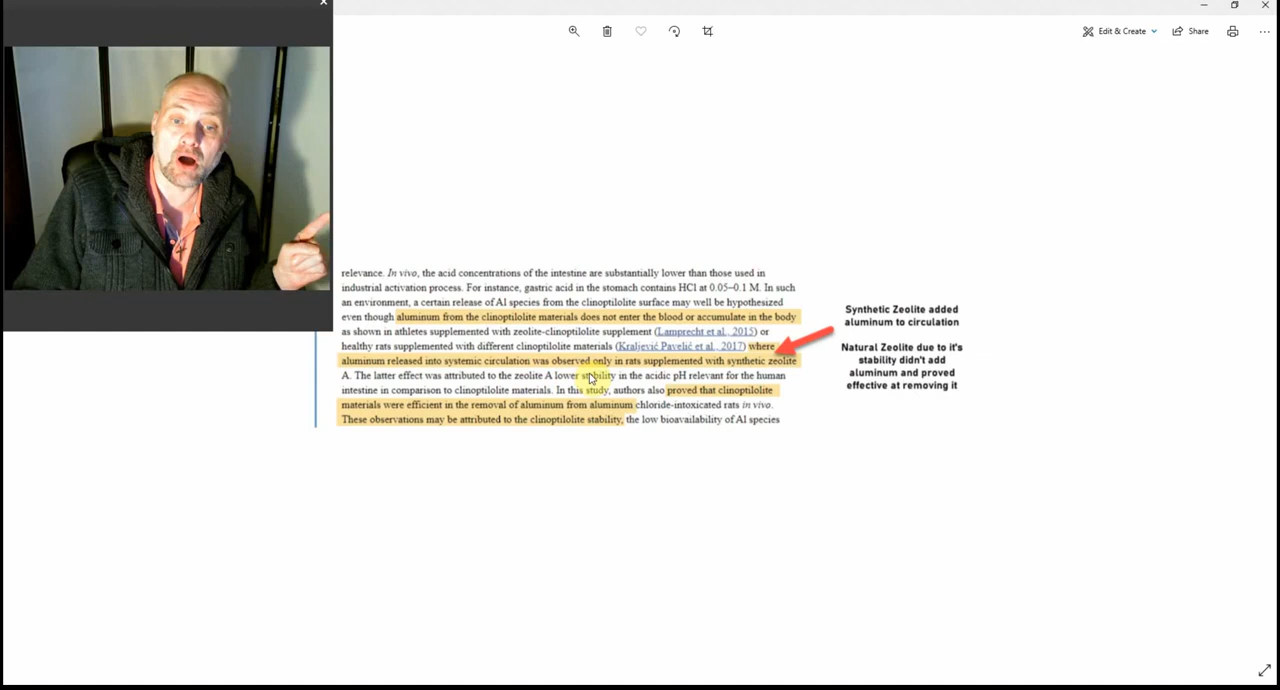 Edit & Create
Share
relevance. In vivo, the acid concentrations of the intestine are substantially lower than those used in
industrial activation process. For instance, gastric acid in the stomach contains HCl at 0.05–0.1 M. In such
an environment, a certain release of Al species from the clinoptilolite surface may well be hypothesized
even though aluminum from the clinoptilolite materials does not enter the blood or accumulate in the body
as shown in athletes supplemented with zeolite-clinoptilolite supplement (Lamprecht et al., 2015) or
healthy rats supplemented with different clinoptilolite materials (Kraljević Pavelić et al., 2017) where
aluminum released into systemic circulation was observed only in rats supplemented with synthetic zeolite
A. The latter effect was attributed to the zeolite A lower stability in the acidic pH relevant for the human
intestine in comparison to clinoptilolite materials. In this study, authors also proved that clinoptilolite
materials were efficient in the removal of aluminum from aluminum chloride-intoxicated rats in vivo.
These observations may be attributed to the clinoptilolite stability, the low bioavailability of Al species
Synthetic Zeolite added
aluminum to circulation
Natural Zeolite due to it's
stability didn't add
aluminum and proved
effective at removing it